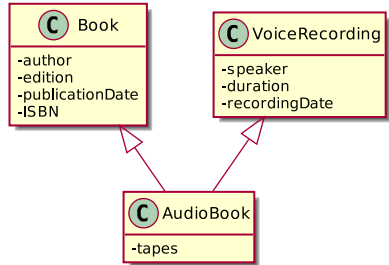 C Book
-author
-edition
-publicationDate
-ISBN
C VoiceRecording
-speaker
-duration
-recordingDate
C AudioBook
-tapes